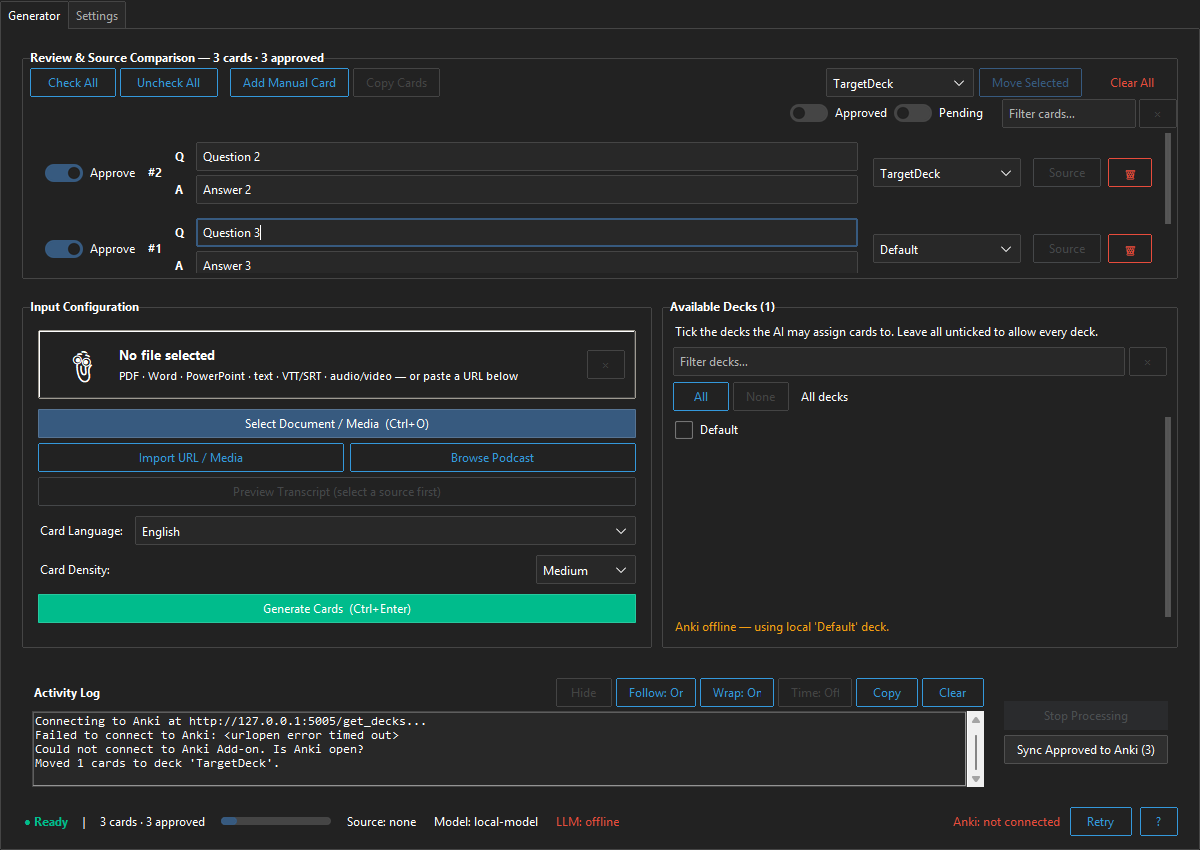 Generator Settings
Review & Source Comparison — 3 cards · 3 approved
Check All Uncheck All Add Manual Card Copy Cards TargetDeck Move Selected Clear All
Approved Pending Filter cards... ×
Q Question 2
Approve #2 TargetDeck Source
A Answer 2
Q Question 3
Approve #1 Default Source
A Answer 3
Input Configuration
No file selected
PDF · Word · PowerPoint · text · VTT/SRT · audio/video — or paste a URL below ×
Select Document / Media (Ctrl+O)
Import URL / Media Browse Podcast
Preview Transcript (select a source first)
Card Language: English
Card Density: Medium
Generate Cards (Ctrl+Enter)
Available Decks (1)
Tick the decks the AI may assign cards to. Leave all unticked to allow every deck.
Filter decks... ×
All None All decks
Default
Anki offline — using local 'Default' deck.
Activity Log Hide Follow: On Wrap: On Time: Off Copy Clear
Connecting to Anki at http://127.0.0.1:5005/get_decks...
Failed to connect to Anki: <urlopen error timed out>
Could not connect to Anki Add-on. Is Anki open?
Moved 1 cards to deck 'TargetDeck'.
Stop Processing
Sync Approved to Anki (3)
● Ready | 3 cards · 3 approved Source: none Model: local-model LLM: offline Anki: not connected Retry ?